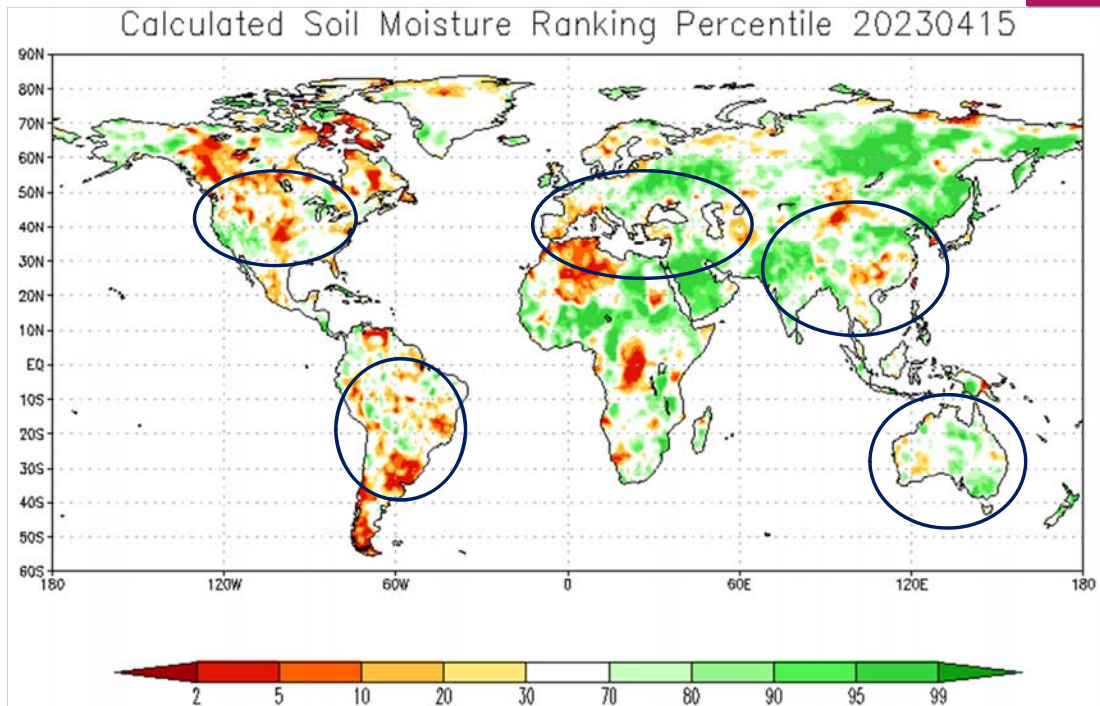 Calculated Soil Moisture Ranking Percentile 20230415
90N
80N
70N
60N
50N
40N
30N
20N
10N
EQ
10S
20S
30S
40S
50S
60S
180 120W 60W 0 60E 120E 180
2 5 10 20 30 70 80 90 95 99